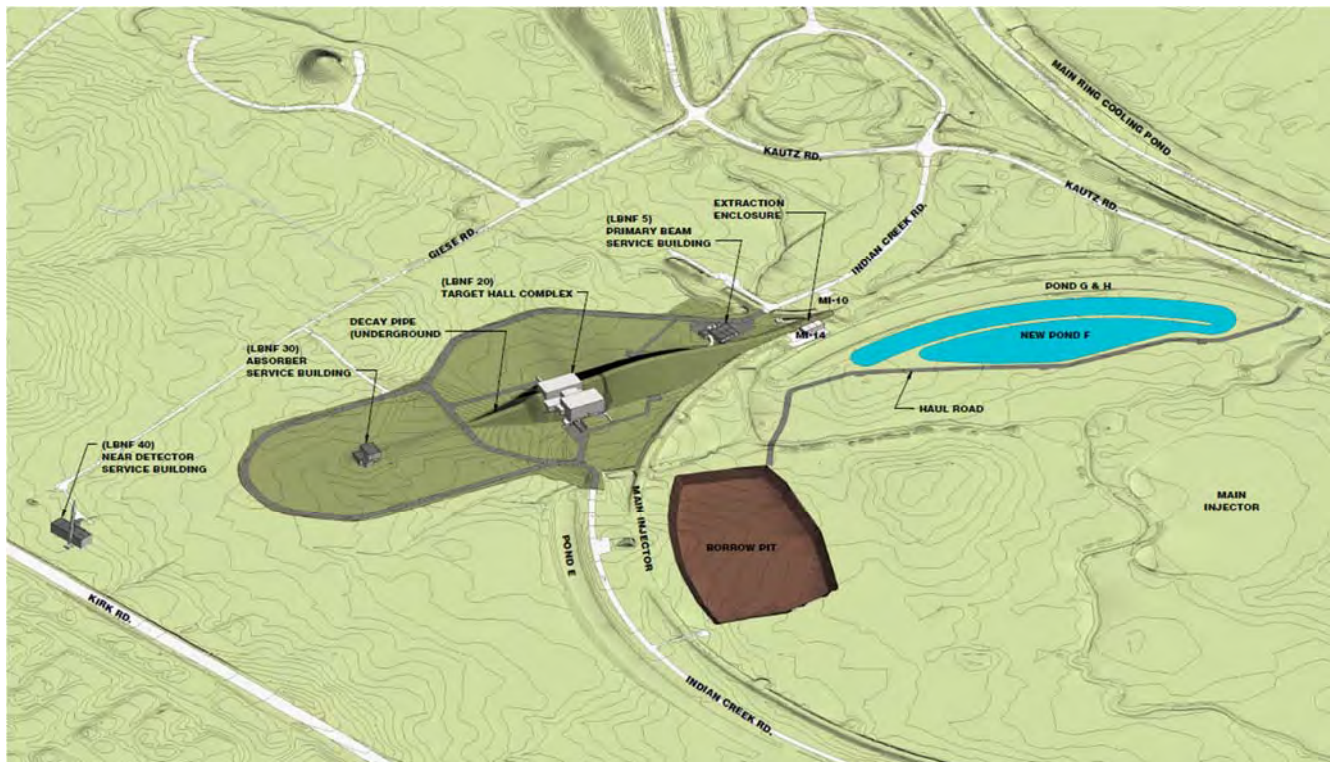 MAIN RING COOLING POND
KAUTZ RD.
KAUTZ RD.
EXTRACTION
ENCLOSURE
(LBNF 5)
PRIMARY BEAM
SERVICE BUILDING
INDIAN CREEK RD.
GIESE RD.
(LBNF 20)
TARGET HALL COMPLEX
MI-10
POND G & H
MI-14
NEW POND F
DECAY PIPE
(UNDERGROUND
(LBNF 30)
ABSORBER
SERVICE BUILDING
HAUL ROAD
(LBNF 40)
NEAR DETECTOR
SERVICE BUILDING
MAIN
INJECTOR
MAIN INJECTOR
POND E
BORROW PIT
KIRK RD.
INDIAN CREEK RD.